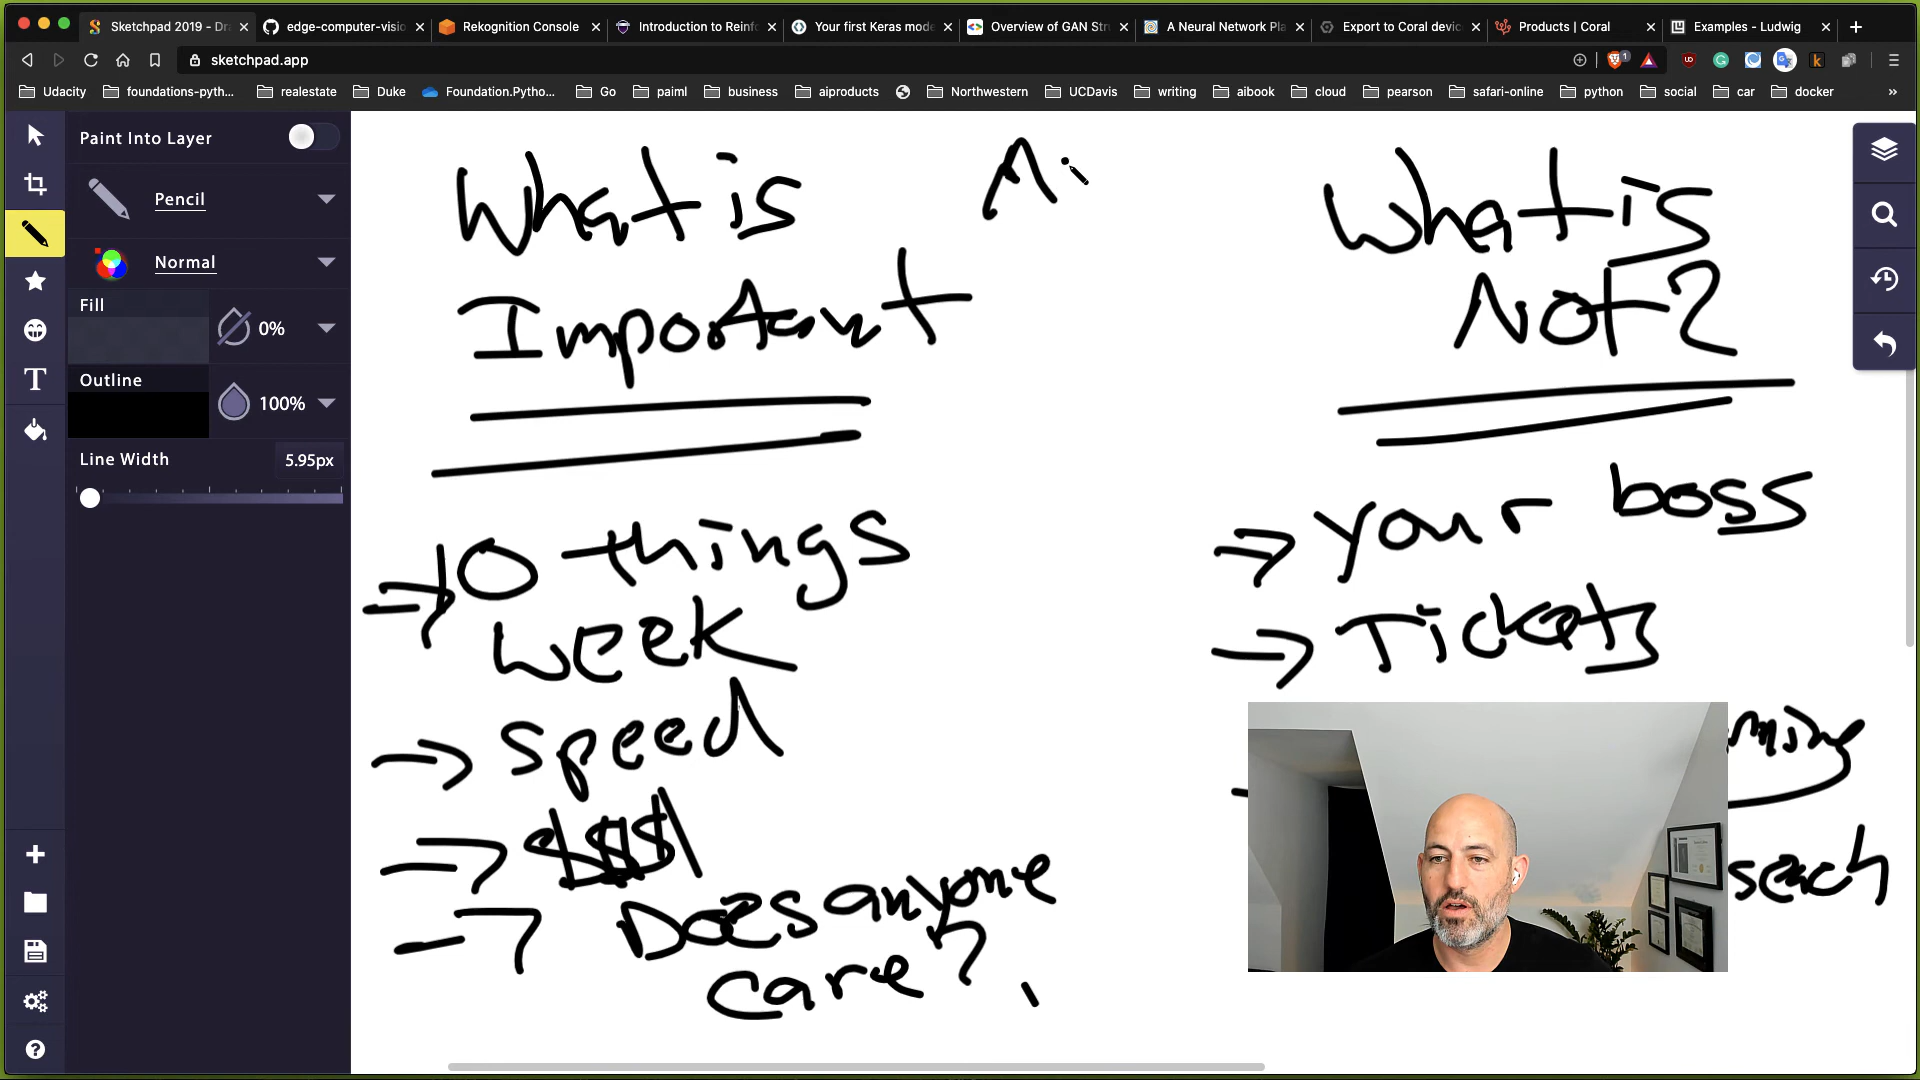 Sketchpad 2019 - Dra
edge-computer-visio
Rekognition Console
Introduction to Reinf
Your first Keras mode
Overview of GAN Stru
A Neural Network Pla
Export to Coral device
Products | Coral
Examples - Ludwig
sketchpad.app
Udacity
foundations-pyth...
realestate
Duke
Foundation.Pytho...
Go
paiml
business
aiproducts
Northwestern
UCDavis
writing
aibook
cloud
pearson
safari-online
python
social
car
docker
»
Paint Into Layer
Pencil
Normal
Fill
0%
Outline
100%
Line Width
5.95px
What is
Important
10 things
week
speed
$$$
Does anyone
care?
What is
Not?
your boss
Tickets